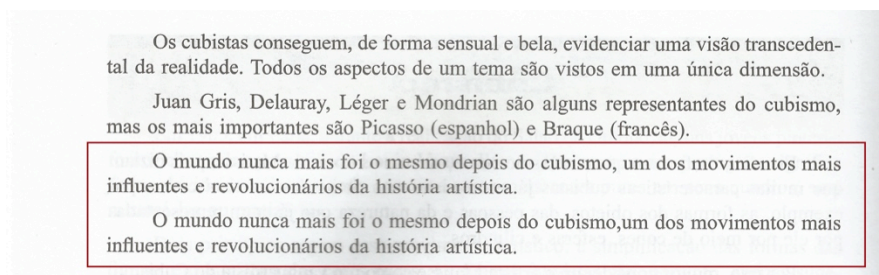 Os cubistas conseguem, de forma sensual e bela, evidenciar uma visão transceden-
tal da realidade. Todos os aspectos de um tema são vistos em uma única dimensão.
Juan Gris, Delauray, Léger e Mondrian são alguns representantes do cubismo,
mas os mais importantes são Picasso (espanhol) e Braque (francês).
O mundo nunca mais foi o mesmo depois do cubismo, um dos movimentos mais
influentes e revolucionários da história artística.
O mundo nunca mais foi o mesmo depois do cubismo,um dos movimentos mais
influentes e revolucionários da história artística.